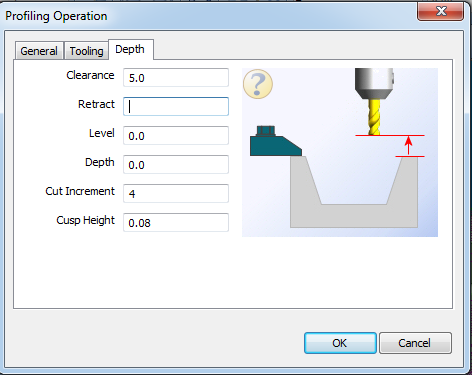 Profiling Operation
General Tooling Depth
Clearance 5.0
Retract
Level 0.0
Depth 0.0
Cut Increment 4
Cusp Height 0.08
?
OK Cancel